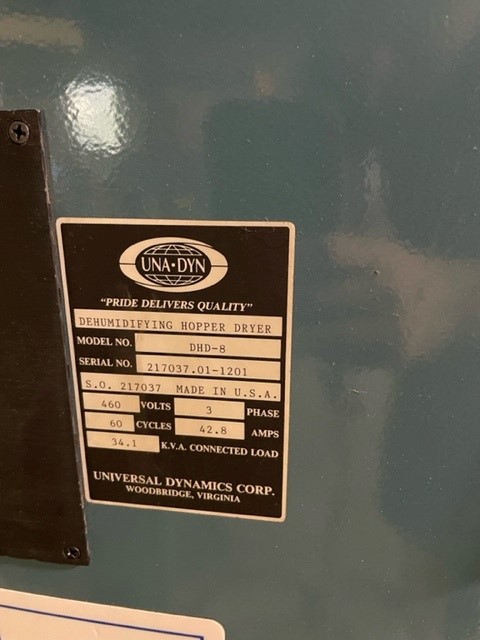 UNA-DYN
"PRIDE DELIVERS QUALITY"
DEHUMIDIFYING HOPPER DRYER
MODEL NO. DHD-8
SERIAL NO. 217037.01-1201
S.O. 217037 MADE IN U.S.A.
460 VOLTS 3 PHASE
60 CYCLES 42.8 AMPS
34.1 K.V.A. CONNECTED LOAD
UNIVERSAL DYNAMICS CORP.
WOODBRIDGE, VIRGINIA